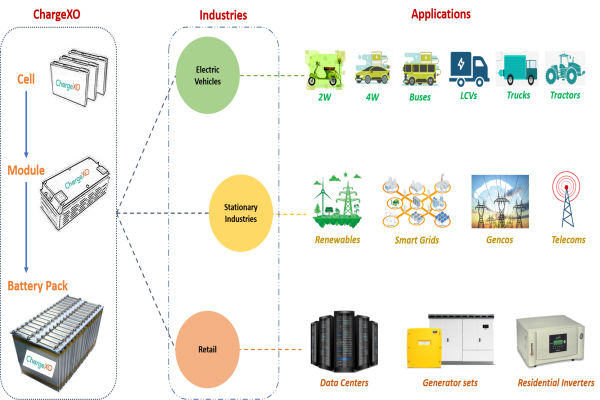 ChargeXO
Industries
Applications
Cell
ChargeXO
Module
ChargeXO
Battery Pack
ChargeXO
Electric
Vehicles
2W
4W
Buses
LCVs
Trucks
Tractors
Stationary
Industries
Renewables
Smart Grids
Gencos
Telecoms
Retail
Data Centers
Generator sets
Residential Inverters